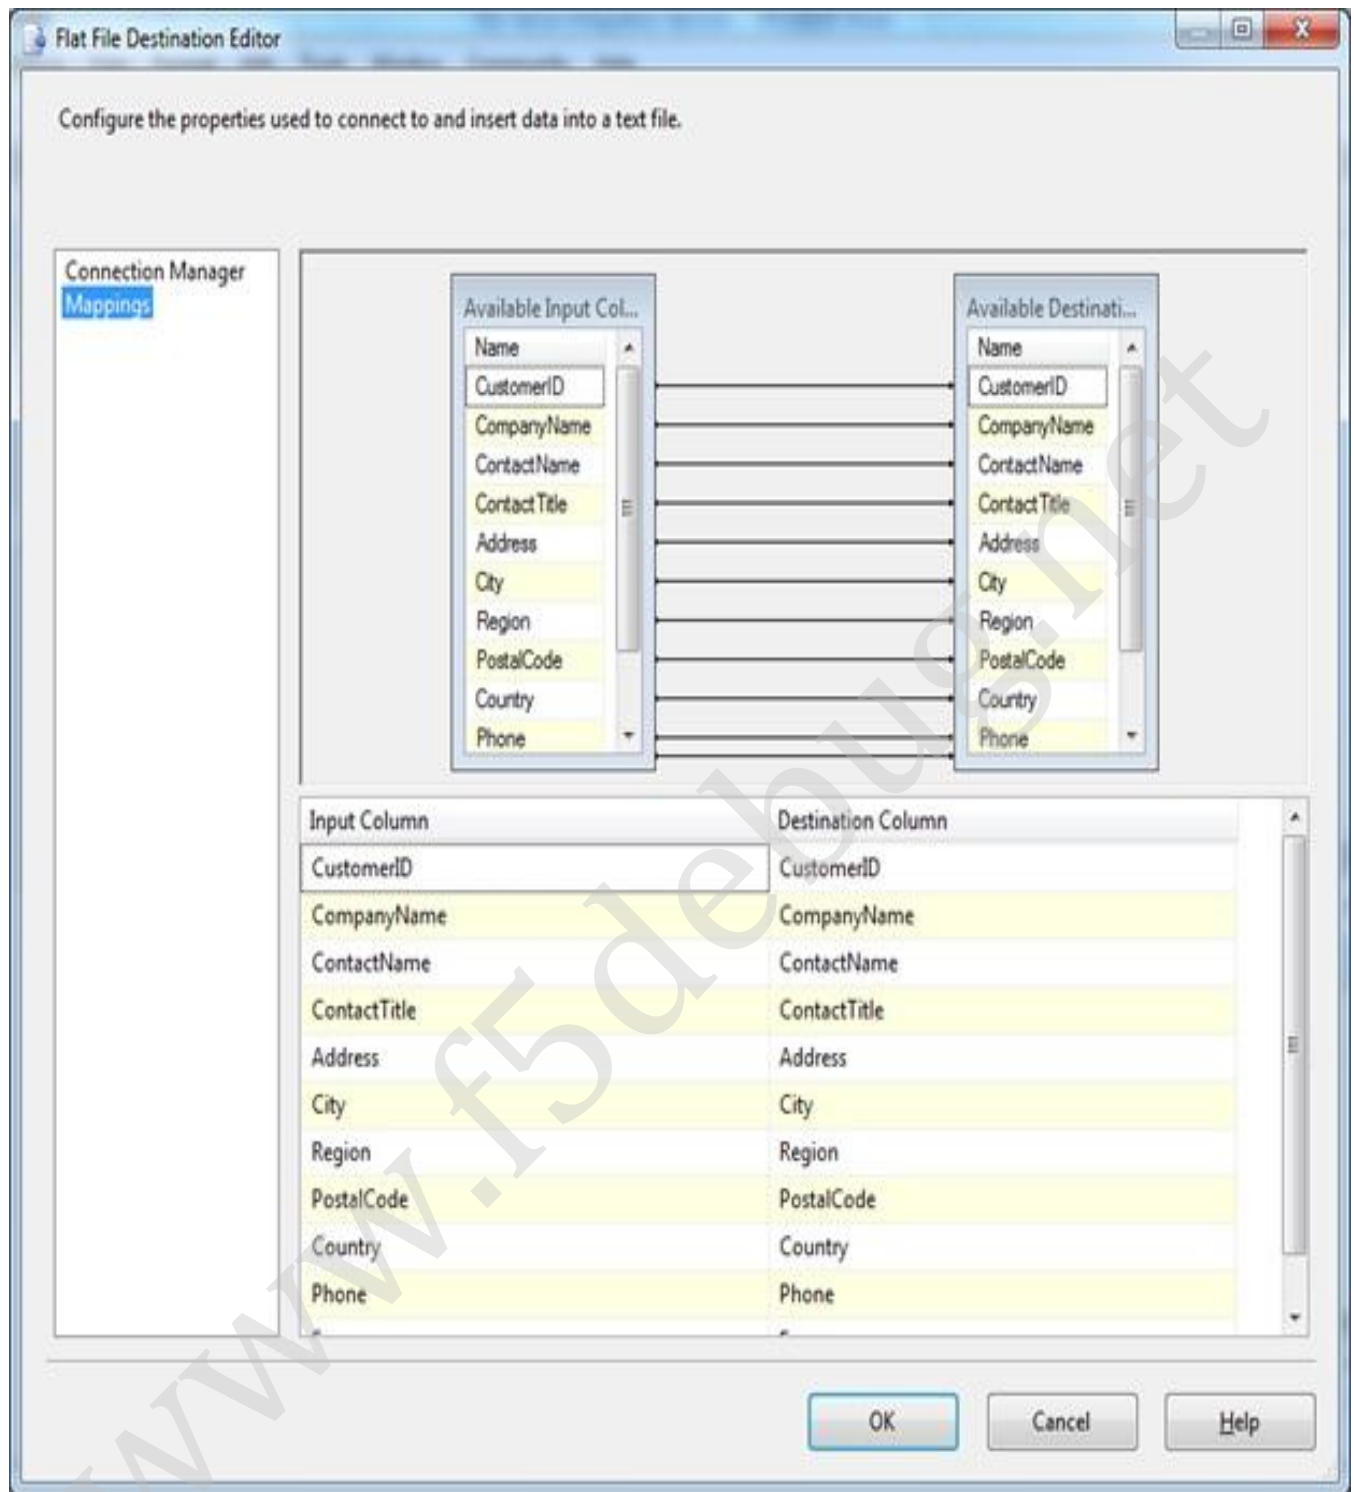 Flat File Destination Editor
Configure the properties used to connect to and insert data into a text file.
Connection Manager
Mappings
Available Input Col...
Name
CustomerID
CompanyName
ContactName
ContactTitle
Address
City
Region
PostalCode
Country
Phone
Available Destinati...
Name
CustomerID
CompanyName
ContactName
ContactTitle
Address
City
Region
PostalCode
Country
Phone
Input Column Destination Column
CustomerID CustomerID
CompanyName CompanyName
ContactName ContactName
ContactTitle ContactTitle
Address Address
City City
Region Region
PostalCode PostalCode
Country Country
Phone Phone
OK Cancel Help
www.f5debug.net